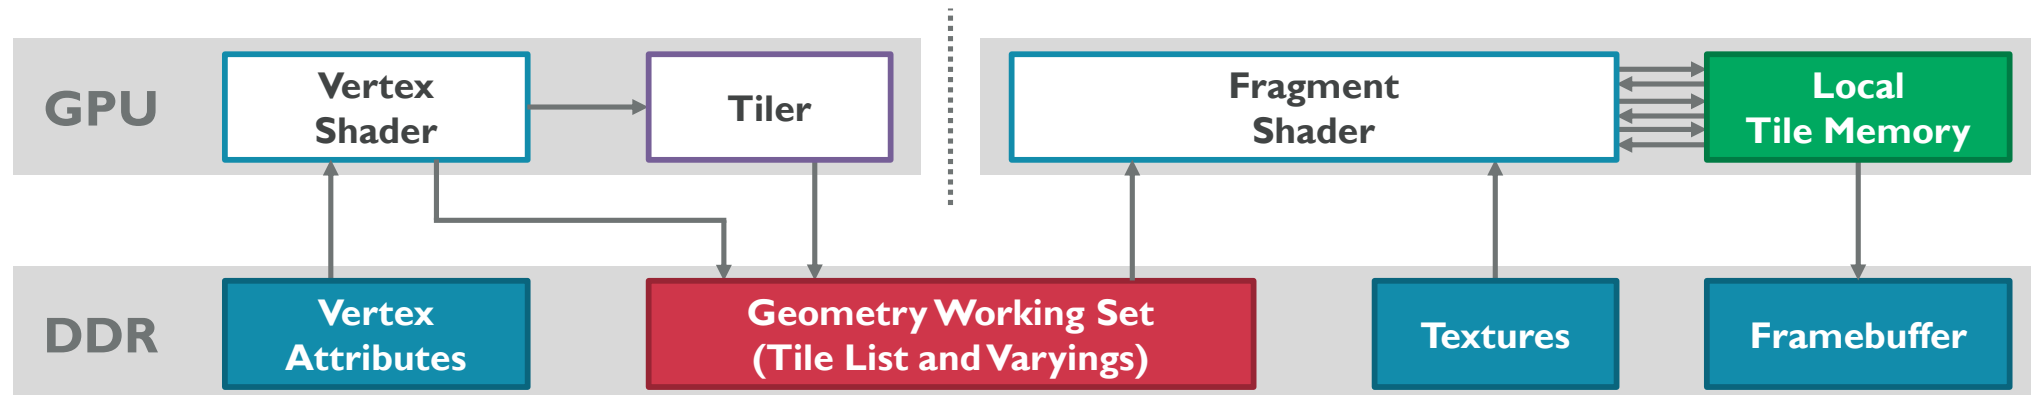 GPU
Vertex
Shader
Tiler
Fragment
Shader
Local
Tile Memory
DDR
Vertex
Attributes
Geometry Working Set
(Tile List and Varyings)
Textures
Framebuffer